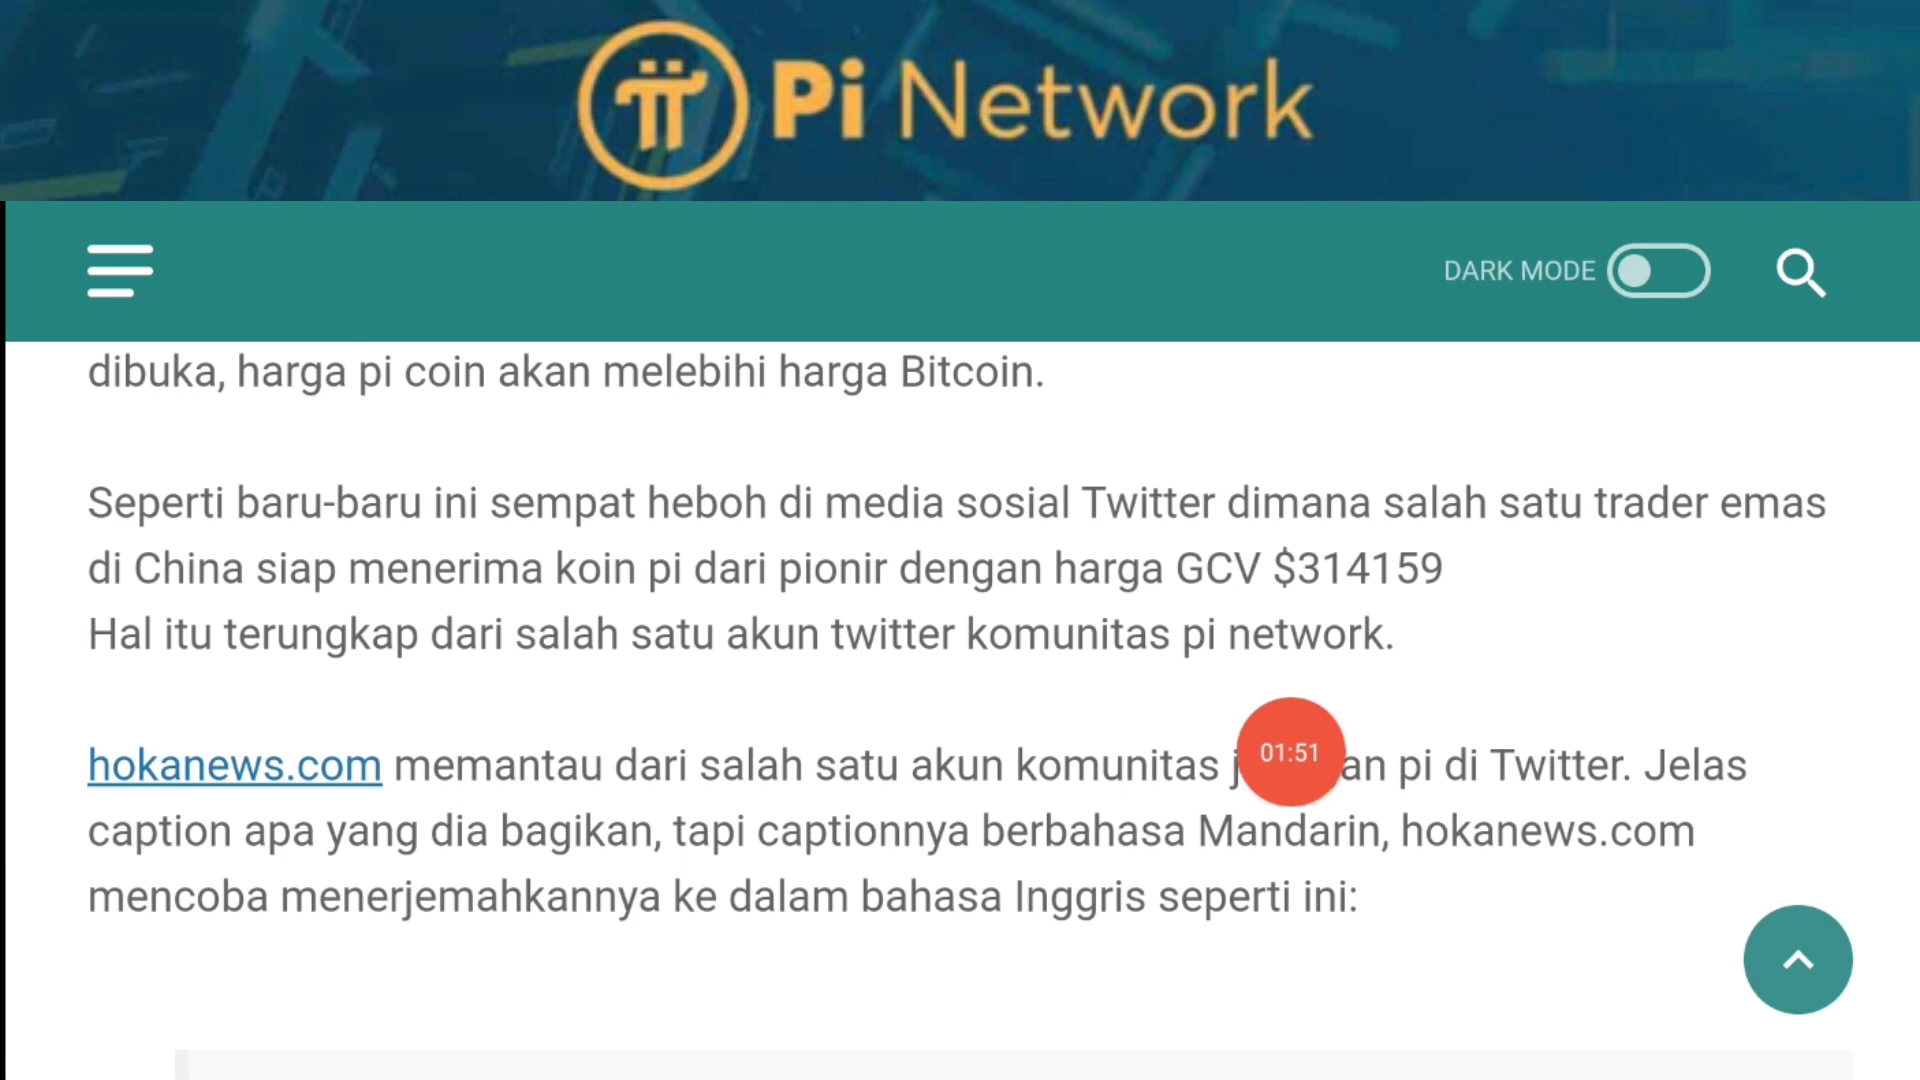 Pi Network
DARK MODE
dibuka, harga pi coin akan melebihi harga Bitcoin.
Seperti baru-baru ini sempat heboh di media sosial Twitter dimana salah satu trader emas
di China siap menerima koin pi dari pionir dengan harga GCV $314159
Hal itu terungkap dari salah satu akun twitter komunitas pi network.
hokanews.com memantau dari salah satu akun komunitas pi di Twitter. Jelas
01:51
caption apa yang dia bagikan, tapi captionnya berbahasa Mandarin, hokanews.com
mencoba menerjemahkannya ke dalam bahasa Inggris seperti ini: